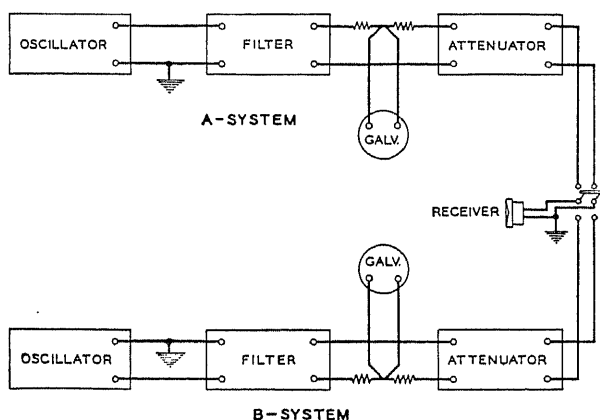 OSCILLATOR
FILTER
ATTENUATOR
A-SYSTEM
GALV.
RECEIVER
GALV.
OSCILLATOR
FILTER
ATTENUATOR
B-SYSTEM